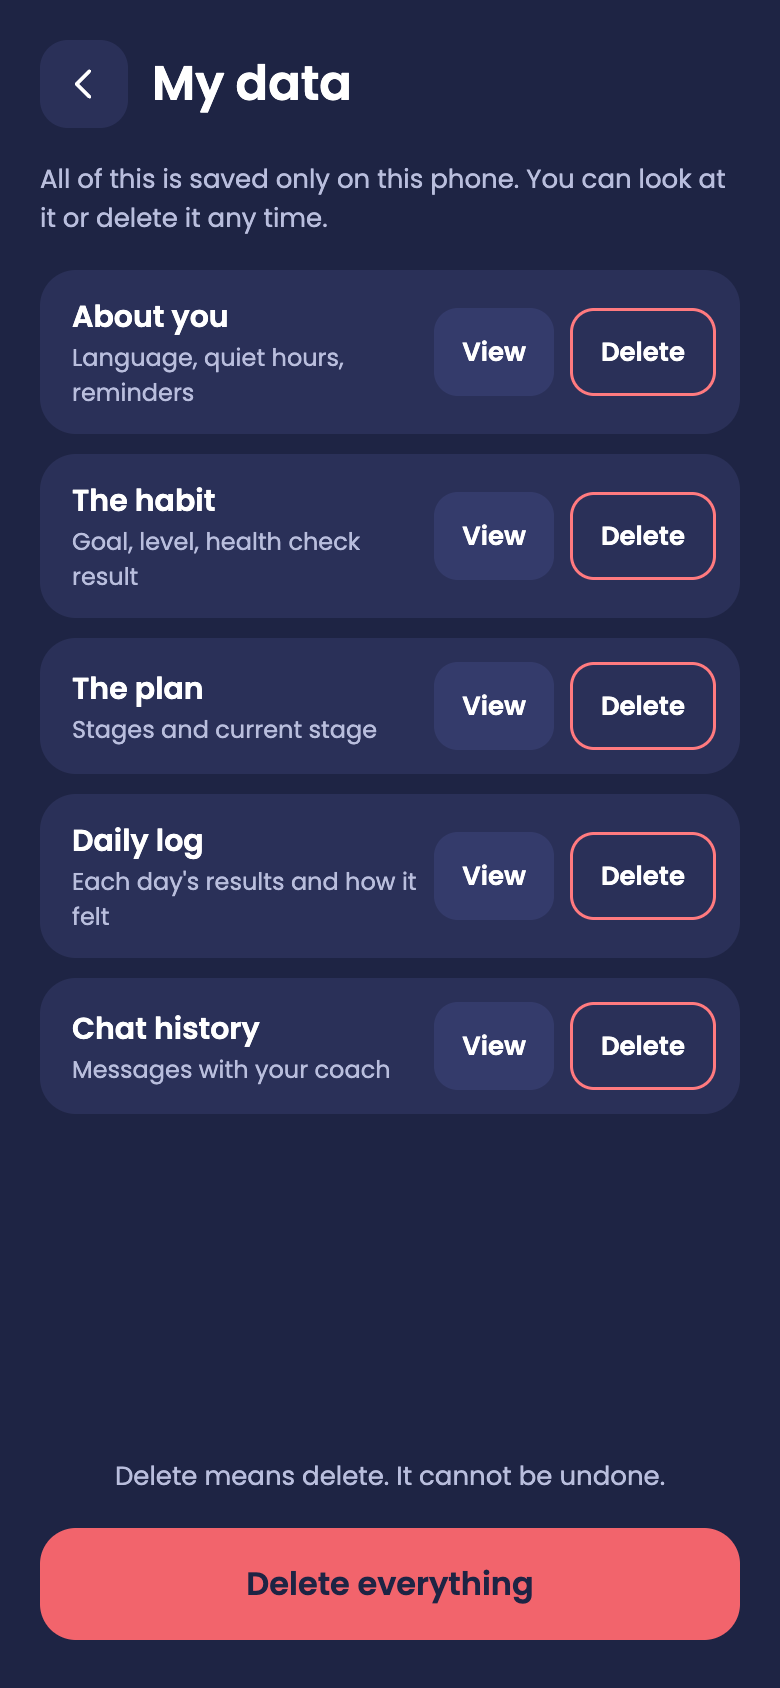 My data
All of this is saved only on this phone. You can look at
it or delete it any time.
About you
Language, quiet hours,
reminders
View
Delete
The habit
Goal, level, health check
result
View
Delete
The plan
Stages and current stage
View
Delete
Daily log
Each day's results and how it
felt
View
Delete
Chat history
Messages with your coach
View
Delete
Delete means delete. It cannot be undone.
Delete everything